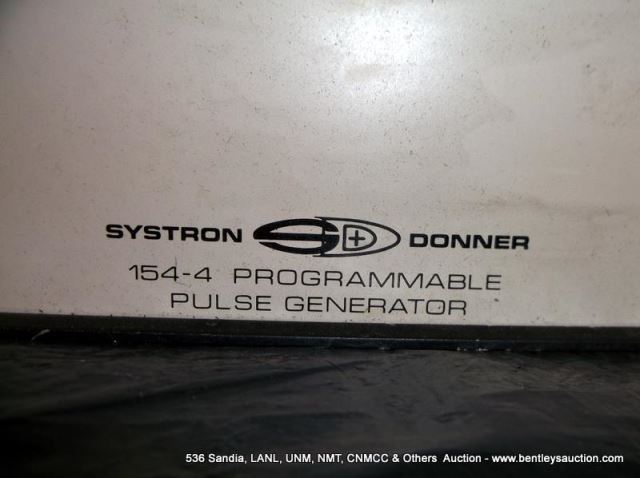 SYSTRON SD DONNER
154-4 PROGRAMMABLE
PULSE GENERATOR
536 Sandia, LANL, UNM, NMT, CNMCC & Others Auction - www.bentleysauction.com